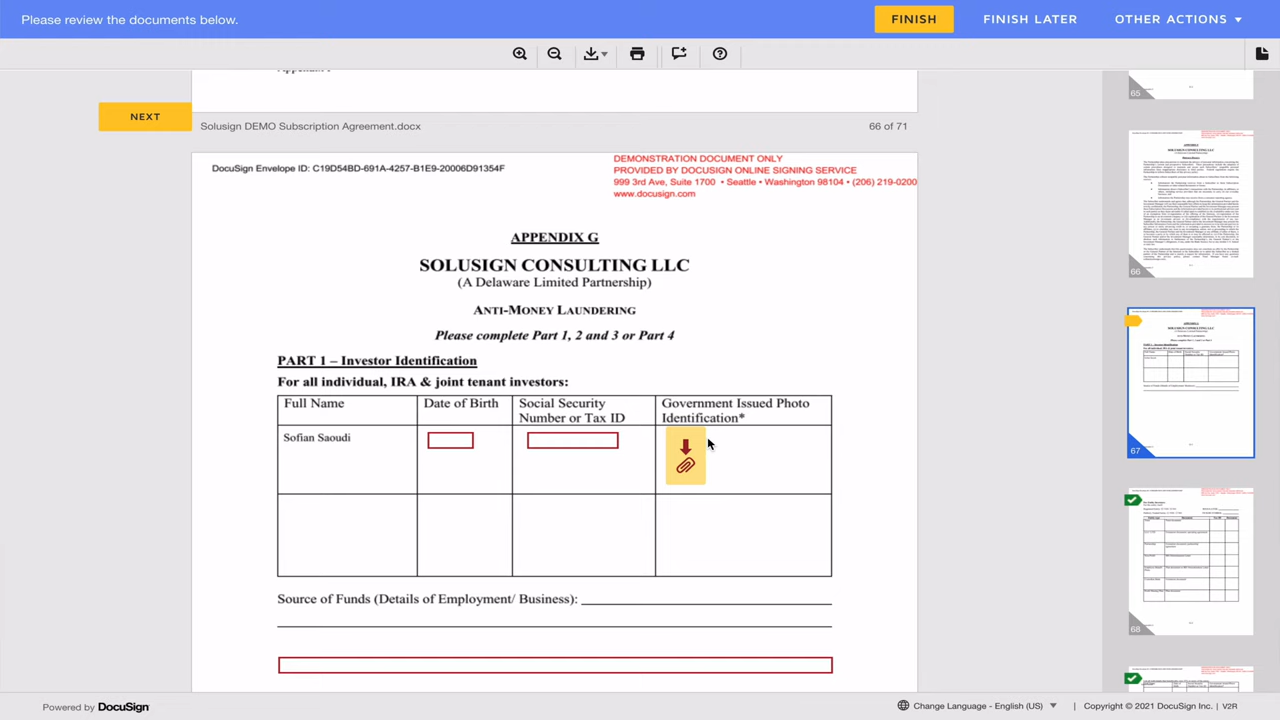 Please review the documents below.
FINISH
FINISH LATER
OTHER ACTIONS
NEXT
Solusign DEMO Subscription Agreement.docx
66 of 71
DocuSign Envelope ID: C19D54BD-691A-4257-B1E9-
DEMONSTRATION DOCUMENT ONLY
PROVIDED BY DOCUSIGN ONLINE SIGNING SERVICE
999 3rd Ave, Suite 1700 • Seattle • Washington 98104 • (206) 219-0200
www.docusign.com
APPENDIX G
SOLUSIGN CONSULTING LLC
(A Delaware Limited Partnership)
ANTI-MONEY LAUNDERING
Please complete Part 1, 2 and 3 or Part 4
PART 1 – Investor Identification
For all individual, IRA & joint tenant investors:
Full Name
Date of Birth
Social Security
Number or Tax ID
Government Issued Photo
Identification*
Sofian Saoudi
Source of Funds (Details of Employment/ Business):
65
66
67
68
Powered by DocuSign
Change Language - English (US)
Copyright © 2021 DocuSign Inc.
V2R